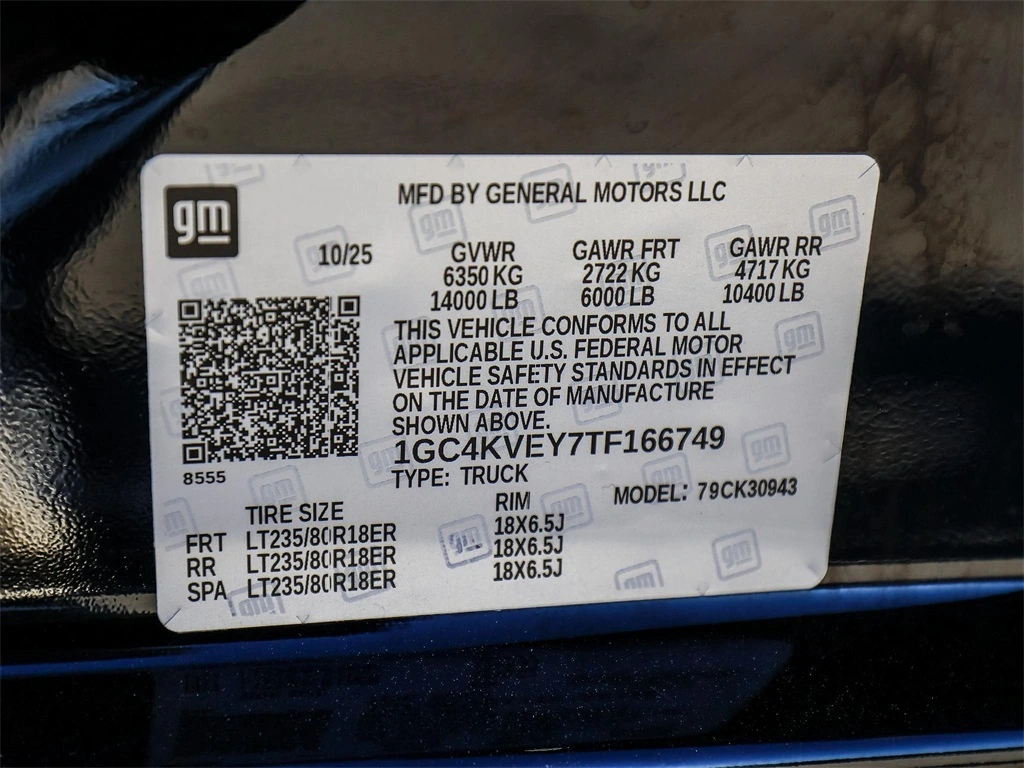 gm
MFD BY GENERAL MOTORS LLC
10/25 GVWR GAWR FRT GAWR RR
6350 KG 2722 KG 4717 KG
14000 LB 6000 LB 10400 LB
THIS VEHICLE CONFORMS TO ALL
APPLICABLE U.S. FEDERAL MOTOR
VEHICLE SAFETY STANDARDS IN EFFECT
ON THE DATE OF MANUFACTURE
SHOWN ABOVE.
1GC4KVEY7TF166749
8555
TYPE: TRUCK
MODEL: 79CK30943
TIRE SIZE RIM
FRT LT235/80R18ER 18X6.5J
RR LT235/80R18ER 18X6.5J
SPA LT235/80R18ER 18X6.5J